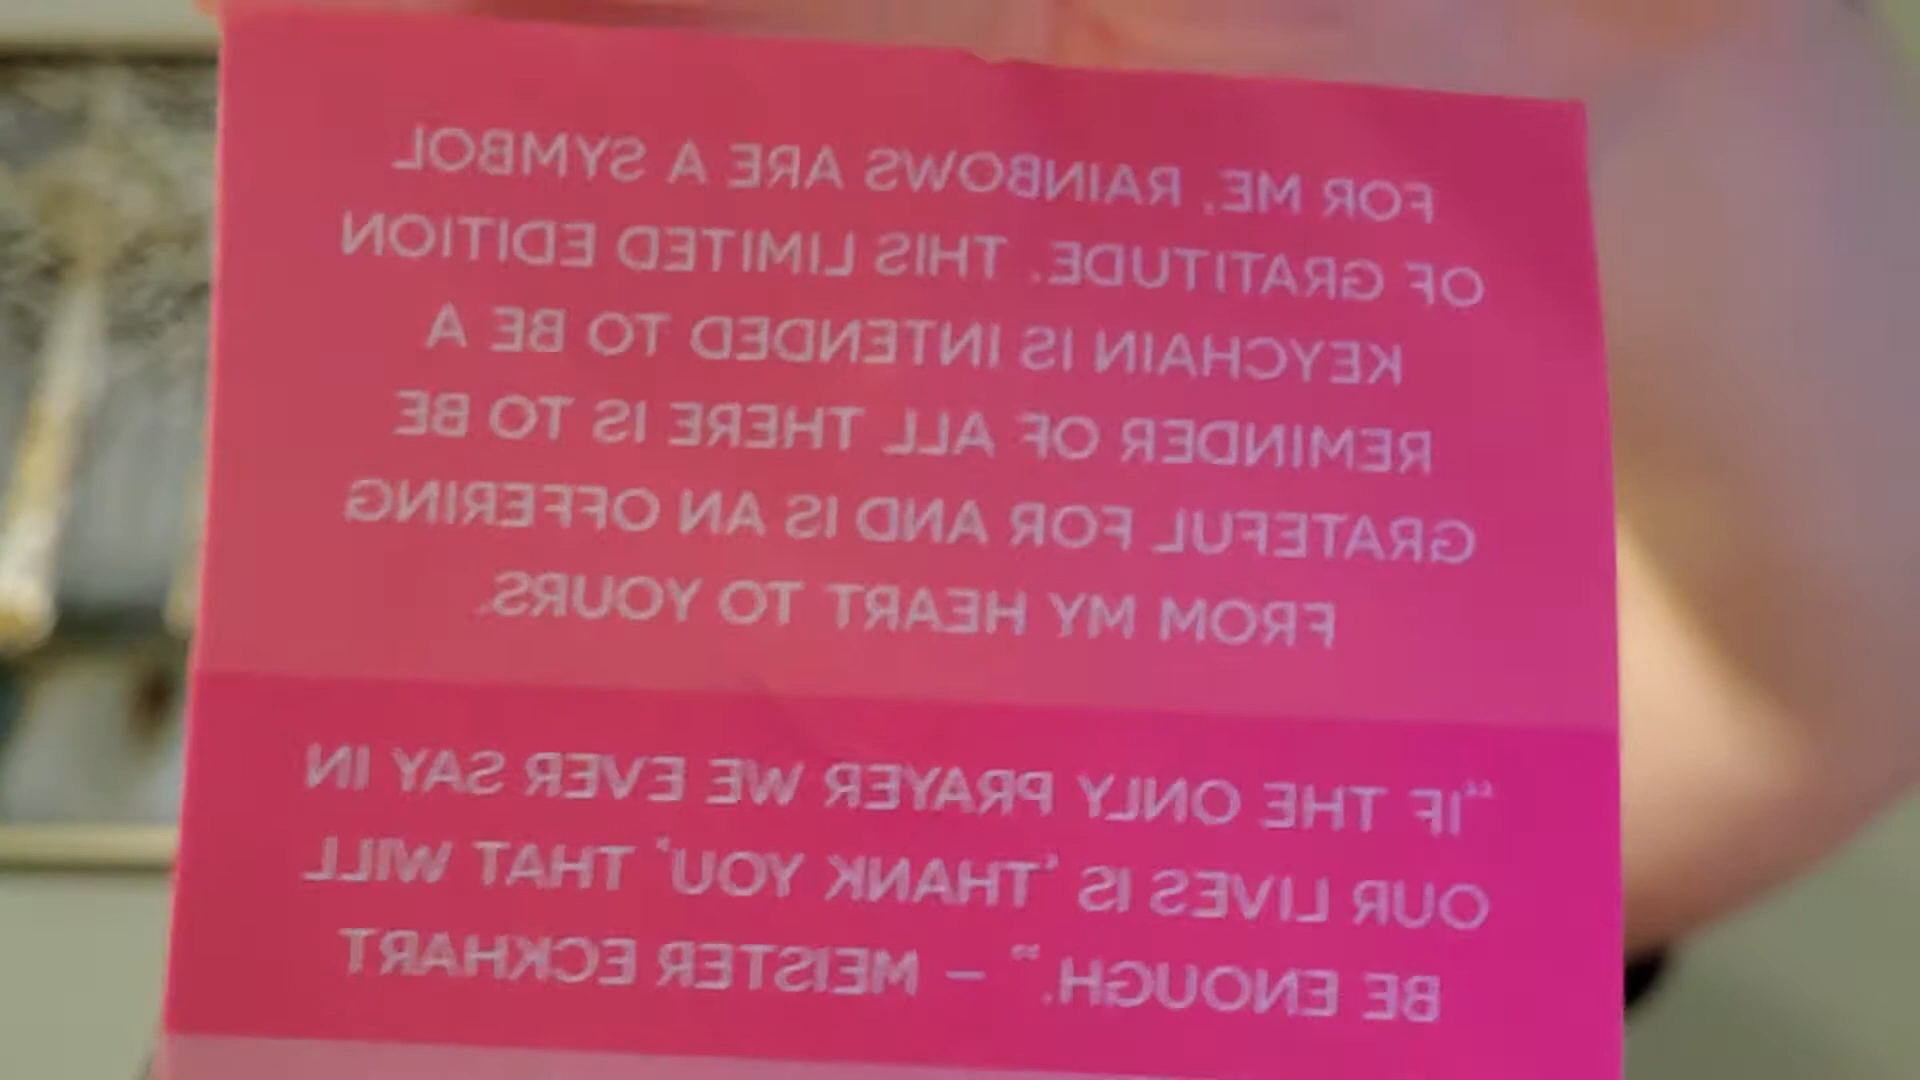 FOR ME, RAINBOWS ARE A SYMBOL
OF GRATITUDE. THIS LIMITED EDITION
KEYCHAIN IS INTENDED TO BE A
REMINDER OF ALL THERE IS TO BE
GRATEFUL FOR AND IS AN OFFERING
FROM MY HEART TO YOURS.
“IF THE ONLY PRAYER WE EVER SAY IN
OUR LIVES IS ‘THANK YOU’ THAT WILL
BE ENOUGH.” – MEISTER ECKHART